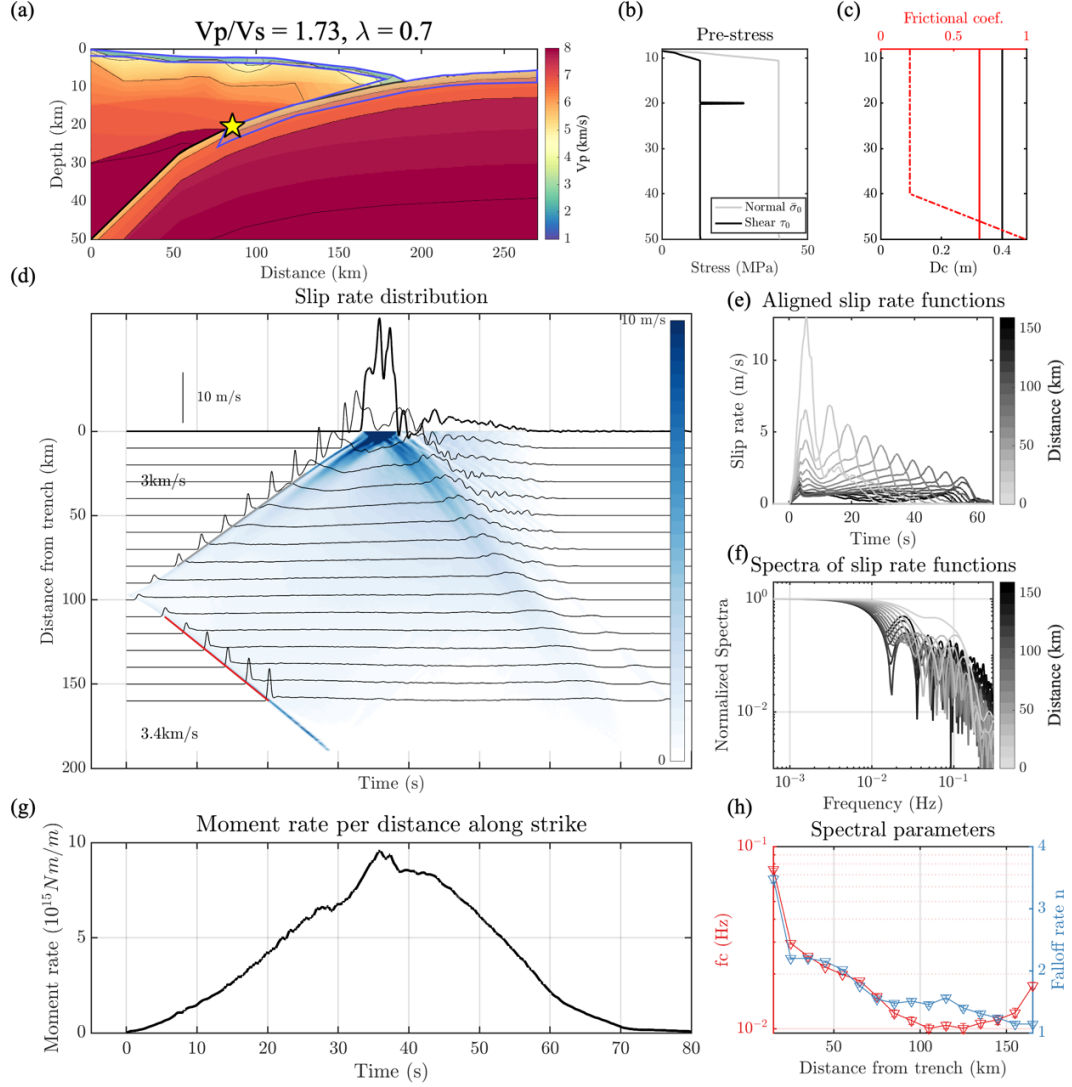 (a)
Vp/Vs = 1.73, λ = 0.7
0
10
20
30
40
50
Depth (km)
0 50 100 150 200 250
Distance (km)
8
7
6
5
4
3
2
1
Vp (km/s)
(b)
Pre-stress
10
20
30
40
50
Normal σ̄₀
Shear τ₀
0 50
Stress (MPa)
(c)
Frictional coef.
0 0.5 1
10
20
30
40
50
0 0.2 0.4
Dc (m)
(d)
Slip rate distribution
10 m/s
10 m/s
0
50
100
150
200
Distance from trench (km)
3km/s
3.4km/s
0
Time (s)
(e)
Aligned slip rate functions
10
5
0
Slip rate (m/s)
0 20 40 60
Time (s)
150
100
50
0
Distance (km)
(f)
Spectra of slip rate functions
10⁰
10⁻²
Normalized Spectra
10⁻³ 10⁻² 10⁻¹
Frequency (Hz)
150
100
50
0
Distance (km)
(g)
Moment rate per distance along strike
10
5
0
Moment rate (10¹⁵Nm/m)
0 10 20 30 40 50 60 70 80
Time (s)
(h)
Spectral parameters
10⁻¹
10⁻²
fc (Hz)
4
3
2
1
Falloff rate n
50 100 150
Distance from trench (km)